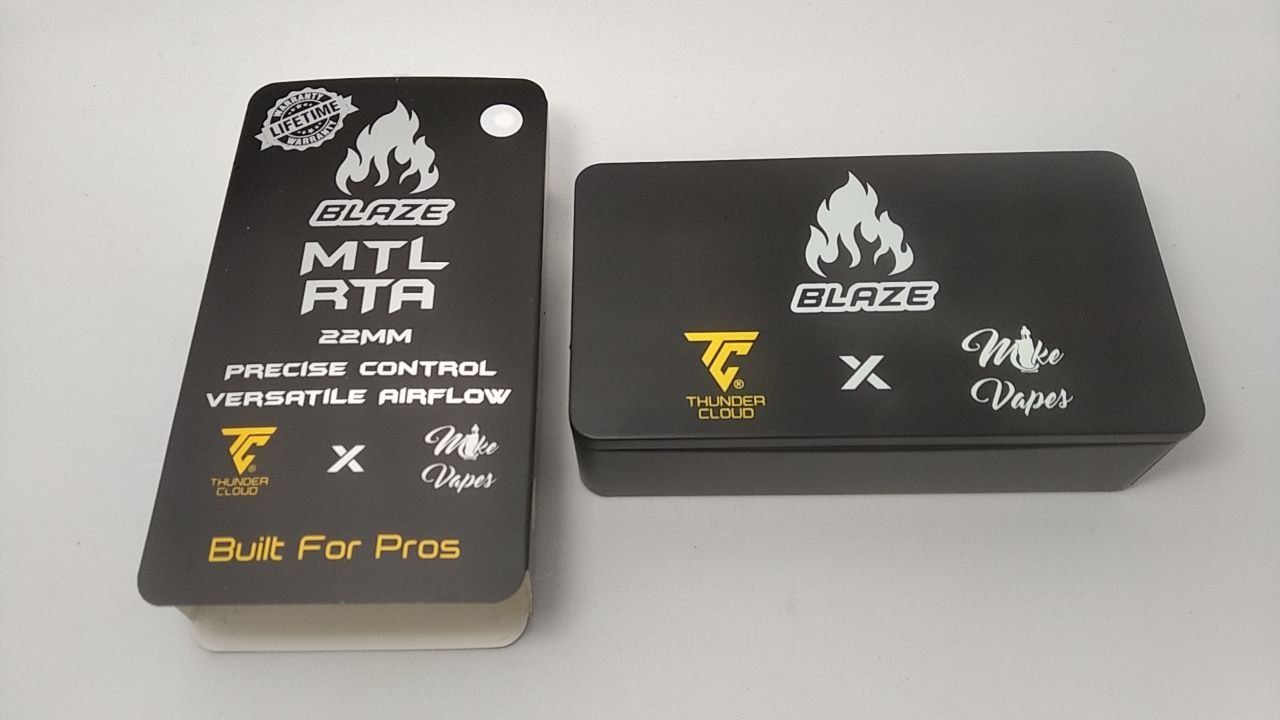 WARRANTY
LIFETIME
WARRANTY
BLAZE
MTL
RTA
22MM
PRECISE CONTROL
VERSATILE AIRFLOW
TC®
THUNDER
CLOUD
X
Mike
Vapes
Built For Pros
BLAZE
TC®
THUNDER
CLOUD
X
Mike
Vapes